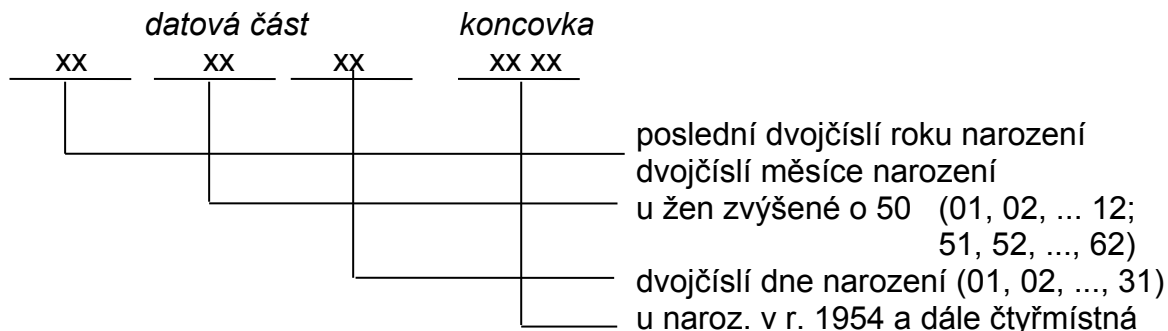 datová část koncovka
xx xx xx xx xx
poslední dvojčíslí roku narození
dvojčíslí měsíce narození
u žen zvýšené o 50 (01, 02, ... 12;
51, 52, ..., 62)
dvojčíslí dne narození (01, 02, ..., 31)
u naroz. v r. 1954 a dále čtyřmístná